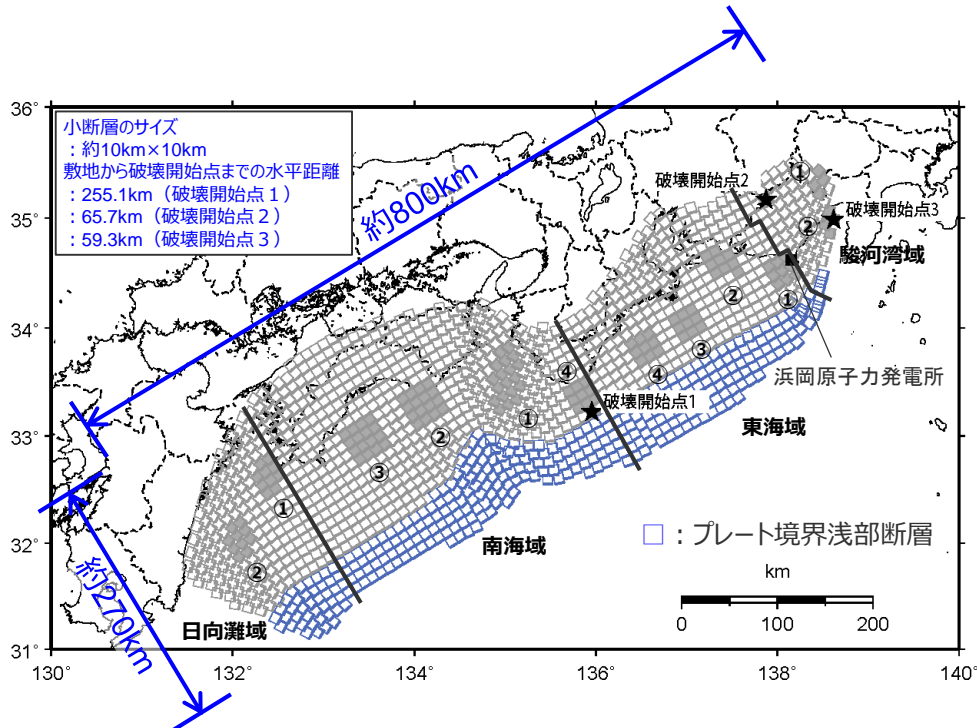 小断層のサイズ
：約10km×10km
敷地から破壊開始点までの水平距離
：255.1km（破壊開始点１）
：65.7km（破壊開始点２）
：59.3km（破壊開始点３）
約800km
約270km
36°
35°
34°
33°
32°
31°
130°
132°
134°
136°
138°
140°
破壊開始点2
破壊開始点3
破壊開始点1
駿河湾域
東海域
南海域
日向灘域
浜岡原子力発電所
①
②
①
②
③
④
④
①
②
③
①
②
□：プレート境界浅部断層
km
0
100
200